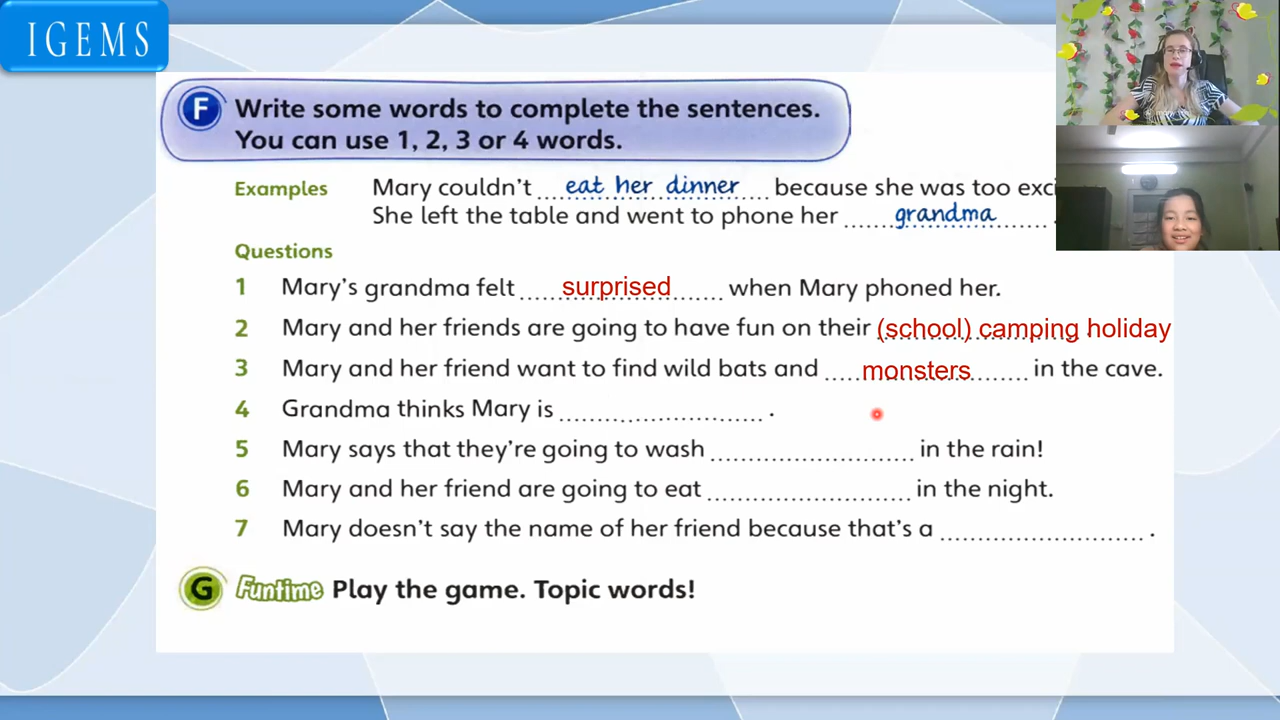 IGEMS
F Write some words to complete the sentences.
You can use 1, 2, 3 or 4 words.
Examples Mary couldn't ... eat her dinner ... because she was too exci
She left the table and went to phone her ... grandma ... .
Questions
1 Mary's grandma felt ... surprised ... when Mary phoned her.
2 Mary and her friends are going to have fun on their (school) camping holiday
3 Mary and her friend want to find wild bats and ... monsters ... in the cave.
4 Grandma thinks Mary is ........................ .
5 Mary says that they're going to wash ........................ in the rain!
6 Mary and her friend are going to eat ........................ in the night.
7 Mary doesn't say the name of her friend because that's a ........................ .
G Funtime Play the game. Topic words!